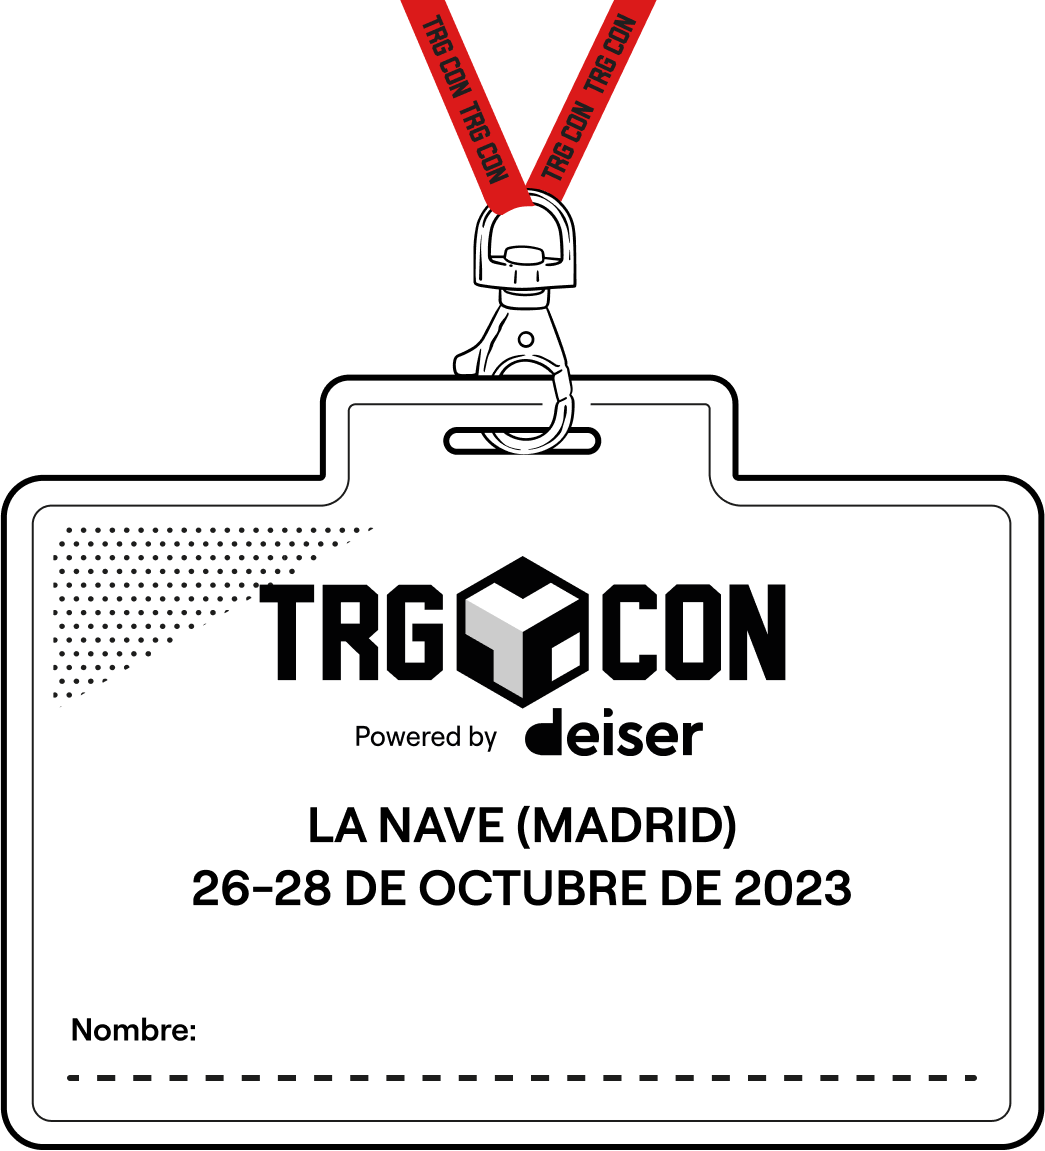 TRG CON TRG CON
TRG CON TRG CON
TRG CON
Powered by deiser
LA NAVE (MADRID)
26-28 DE OCTUBRE DE 2023
Nombre: